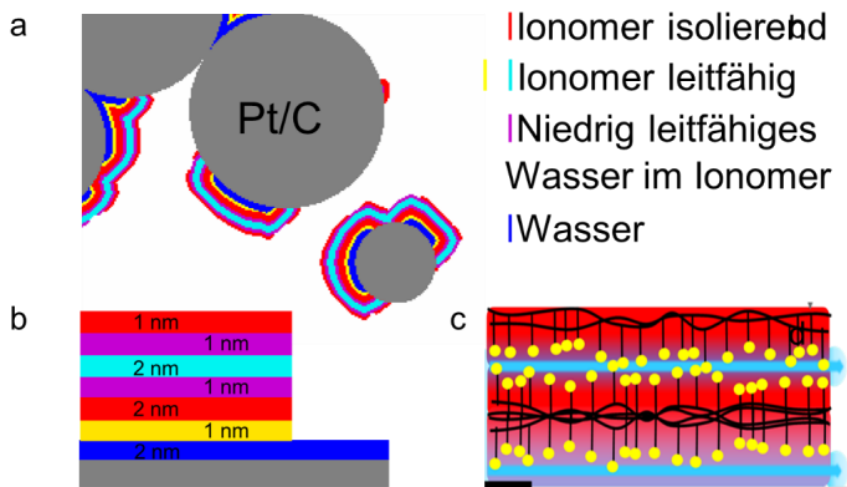 a
Pt/C
Ionomer isolierend
b
Ionomer leitfähig
Niedrig leitfähiges
Wasser im Ionomer
Wasser
b
1 nm
1 nm
2 nm
1 nm
2 nm
1 nm
2 nm
c
d